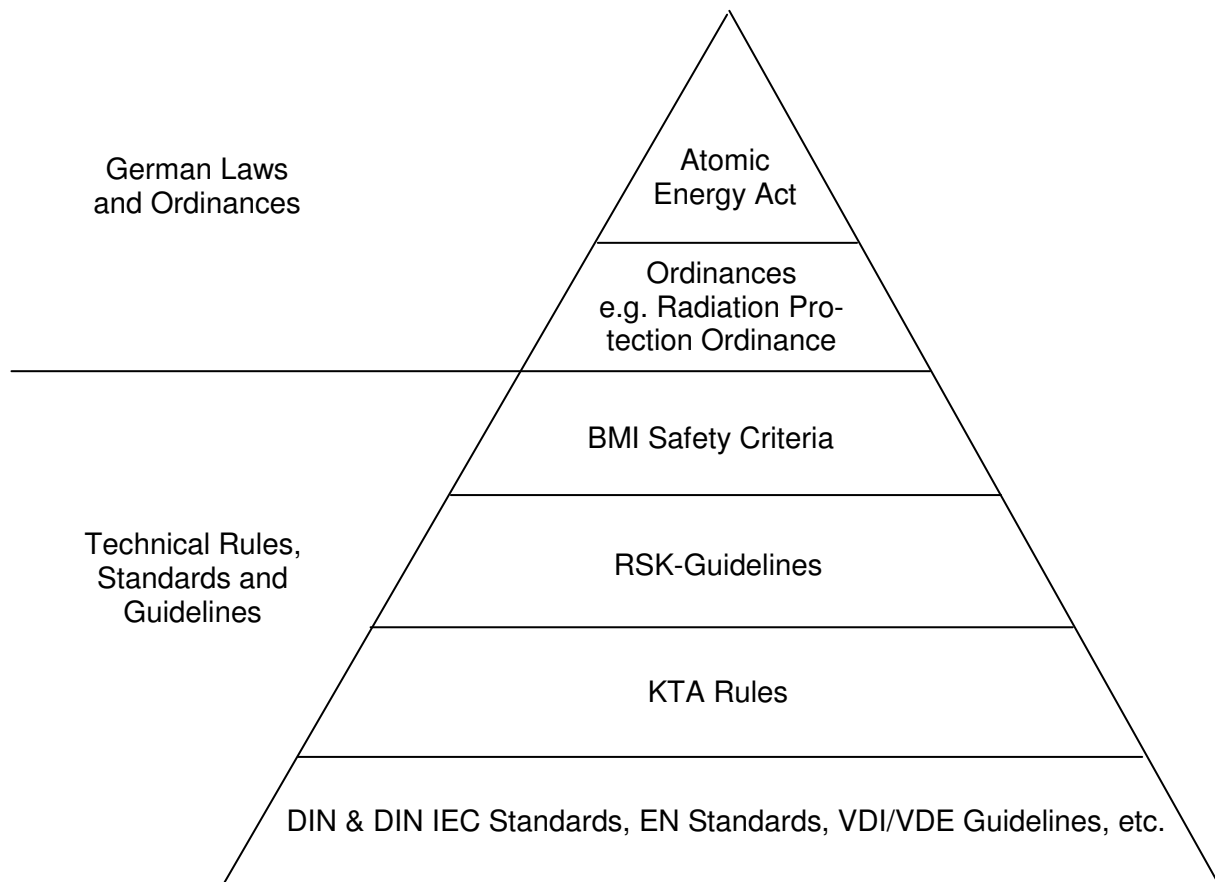 German Laws
and Ordinances
Atomic
Energy Act
Ordinances
e.g. Radiation Pro-
tection Ordinance
BMI Safety Criteria
Technical Rules,
Standards and
Guidelines
RSK-Guidelines
KTA Rules
DIN & DIN IEC Standards, EN Standards, VDI/VDE Guidelines, etc.